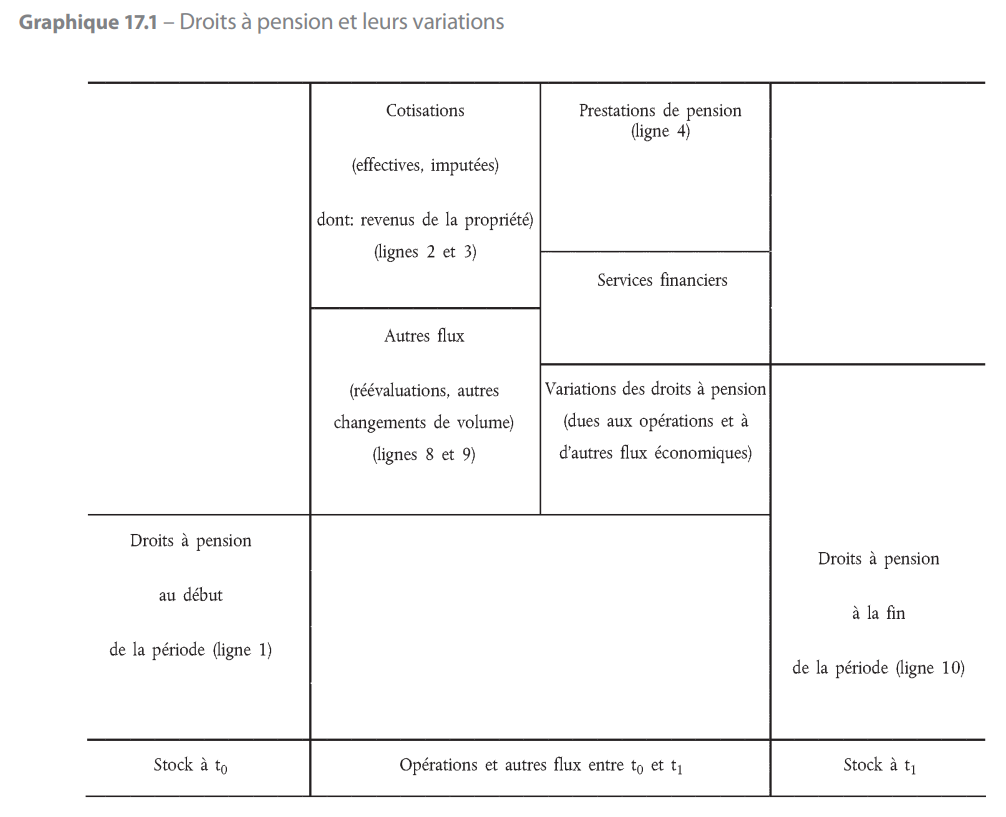 Graphique 17.1 – Droits à pension et leurs variations
Cotisations
(effectives, imputées)
dont: revenus de la propriété)
(lignes 2 et 3)
Prestations de pension
(ligne 4)
Services financiers
Autres flux
(réévaluations, autres
changements de volume)
(lignes 8 et 9)
Variations des droits à pension
(dues aux opérations et à
d'autres flux économiques)
Droits à pension
au début
de la période (ligne 1)
Droits à pension
à la fin
de la période (ligne 10)
Stock à t0
Opérations et autres flux entre t0 et t1
Stock à t1